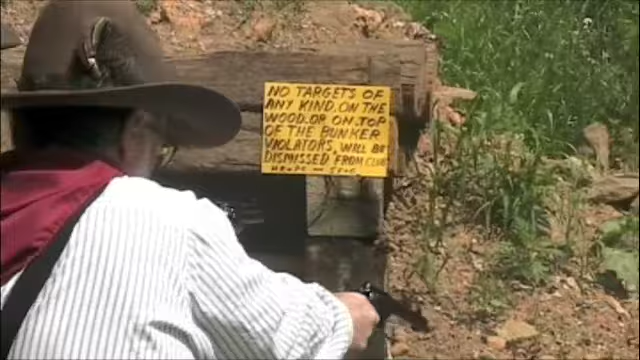 NO TARGETS OF
ANY KIND. ON THE
WOOD. OR ON. TOP
OF THE BUNKER
VIOLATORS, WILL BE
DISMISSED FROM CLUB